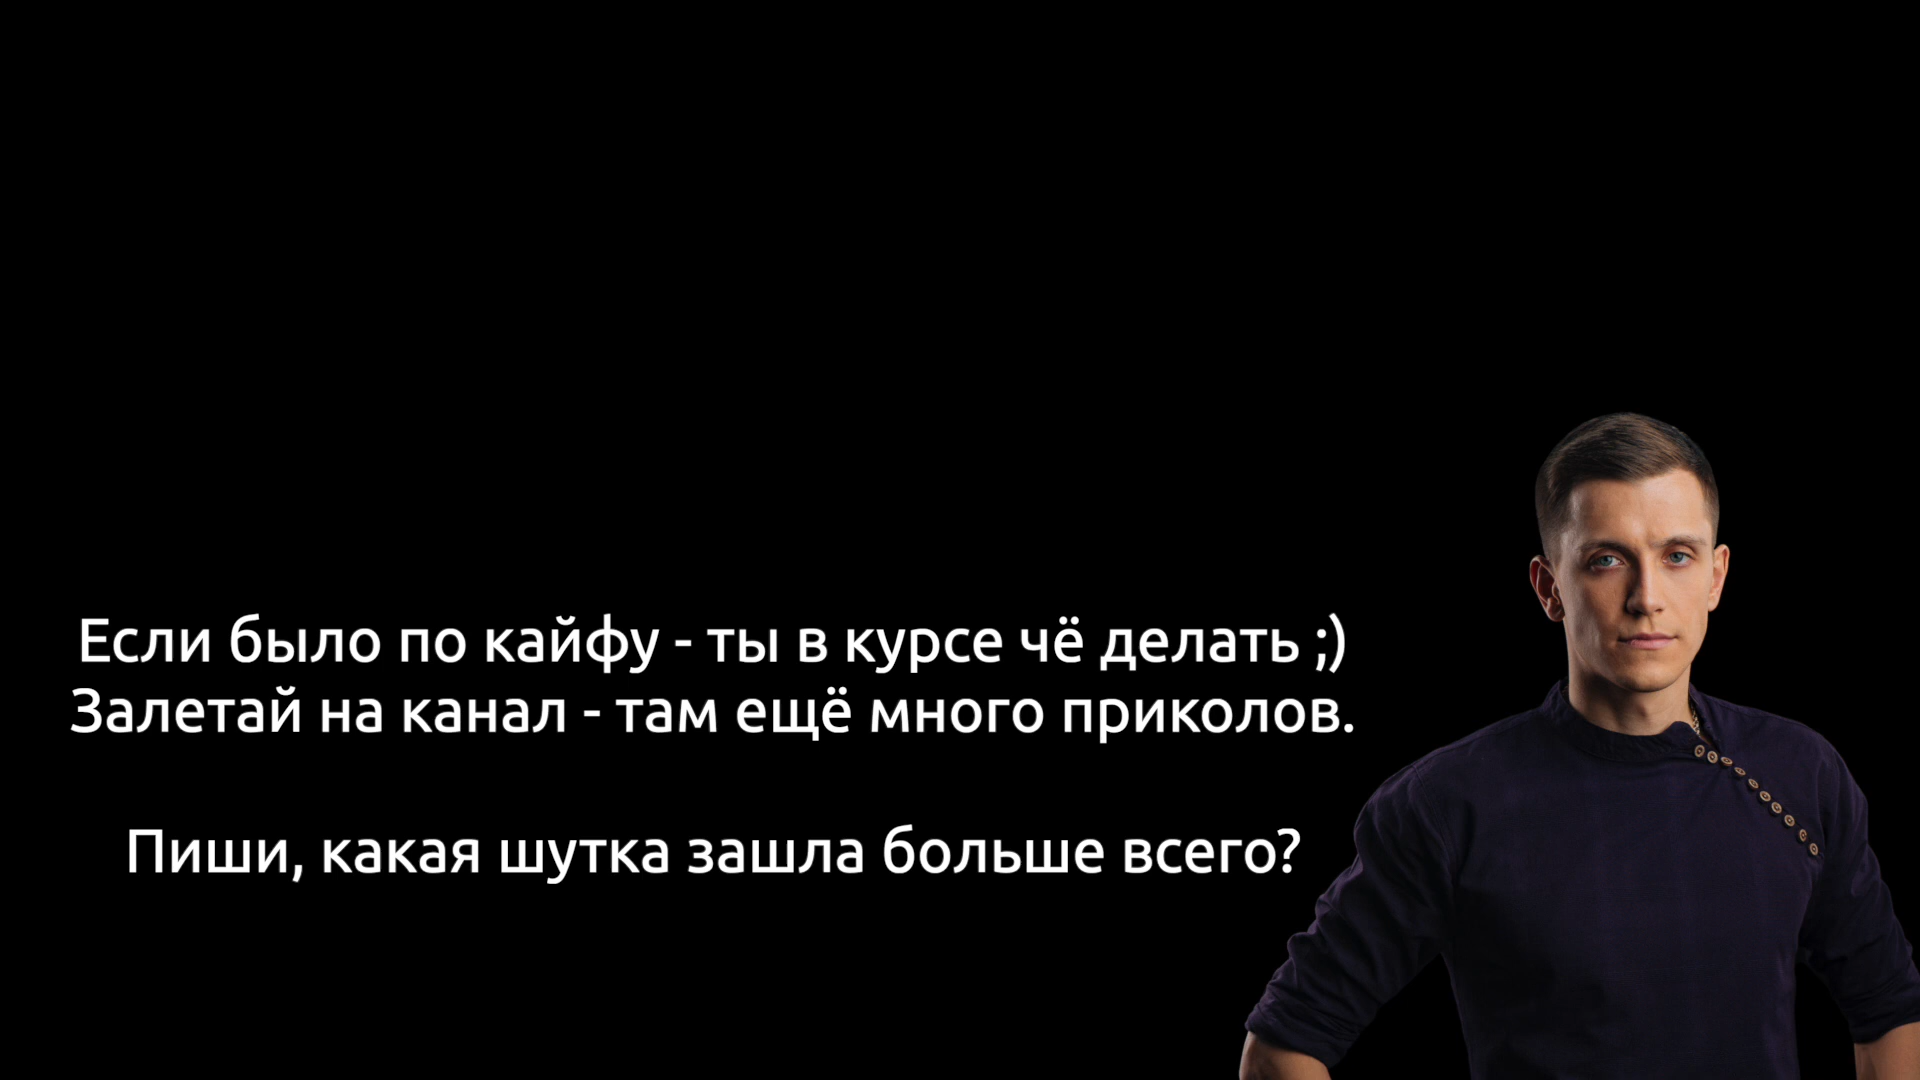 Если было по кайфу - ты в курсе чё делать ;)
Залетай на канал - там ещё много приколов.
Пиши, какая шутка зашла больше всего?